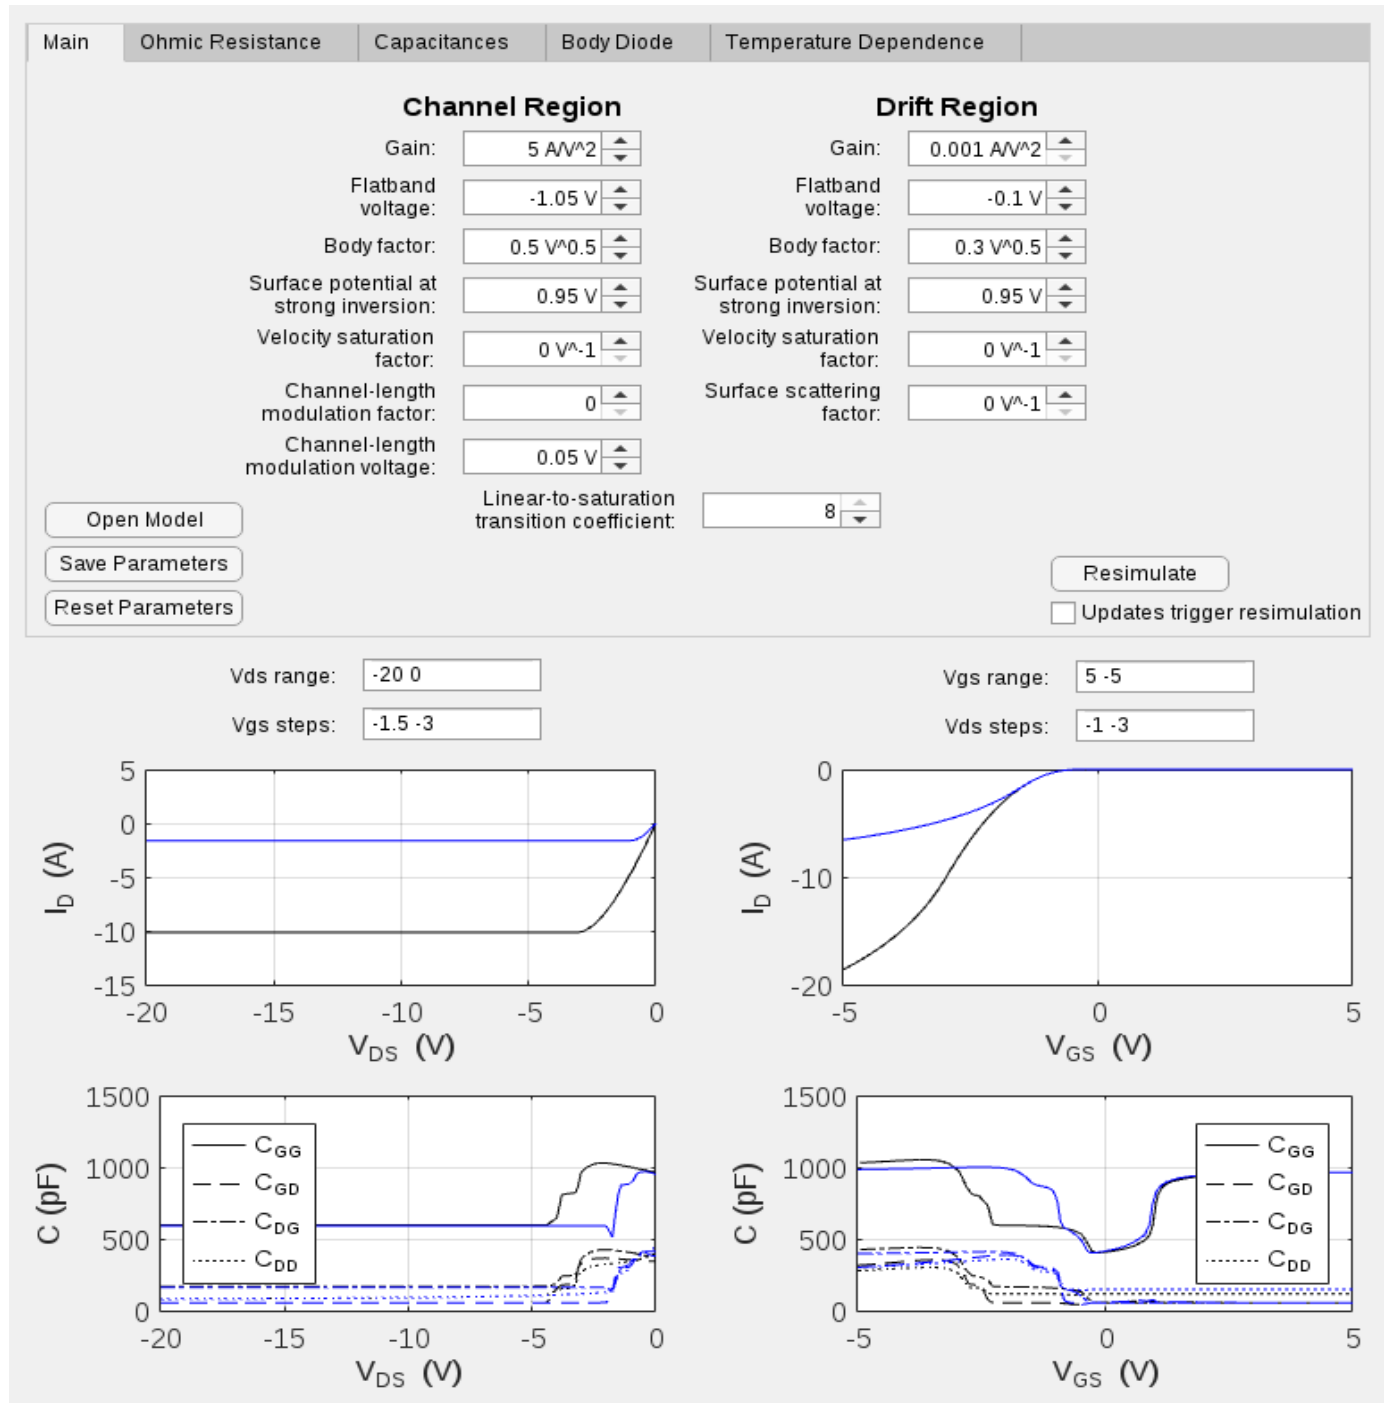 Main Ohmic Resistance Capacitances Body Diode Temperature Dependence
Channel Region Drift Region
Gain: 5 A/V^2 Gain: 0.001 A/V^2
Flatband Flatband
voltage: -1.05 V voltage: -0.1 V
Body factor: 0.5 V^0.5 Body factor: 0.3 V^0.5
Surface potential at Surface potential at
strong inversion: 0.95 V strong inversion: 0.95 V
Velocity saturation Velocity saturation
factor: 0 V^-1 factor: 0 V^-1
Channel-length Surface scattering
modulation factor: 0 factor: 0 V^-1
Channel-length
modulation voltage: 0.05 V
Linear-to-saturation
transition coefficient: 8
Open Model
Save Parameters
Resimulate
Reset Parameters
Updates trigger resimulation
Vds range: -20 0 Vgs range: 5 -5
Vgs steps: -1.5 -3 Vds steps: -1 -3
5
0
-5
-10
-15
I_D (A)
-20 -15 -10 -5 0
V_DS (V)
0
-10
-20
I_D (A)
-5 0 5
V_GS (V)
1500
1000
500
0
C (pF)
C_GG
C_GD
C_DG
C_DD
-20 -15 -10 -5 0
V_DS (V)
1500
1000
500
0
C (pF)
C_GG
C_GD
C_DG
C_DD
-5 0 5
V_GS (V)